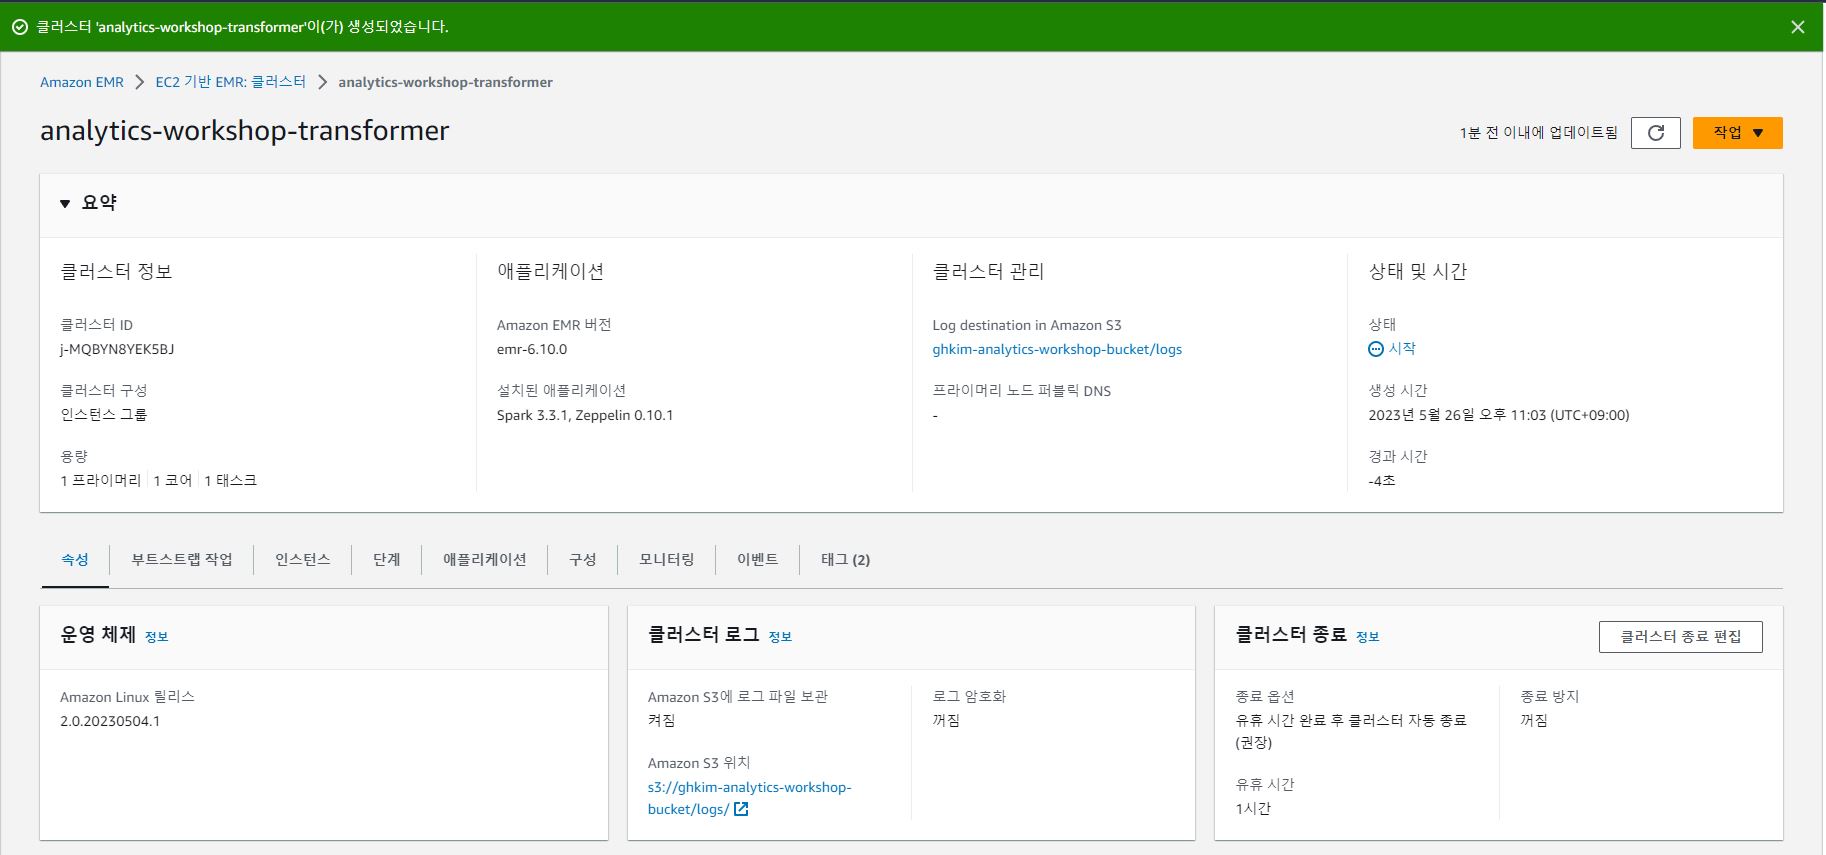 클러스터 'analytics-workshop-transformer'이(가) 생성되었습니다.
Amazon EMR > EC2 기반 EMR: 클러스터 > analytics-workshop-transformer
analytics-workshop-transformer
1분 전 이내에 업데이트됨
작업
요약
클러스터 정보
클러스터 ID
j-MQBYN8YEK5BJ
클러스터 구성
인스턴스 그룹
용량
1 프라이머리 1 코어 1 태스크
애플리케이션
Amazon EMR 버전
emr-6.10.0
설치된 애플리케이션
Spark 3.3.1, Zeppelin 0.10.1
클러스터 관리
Log destination in Amazon S3
ghkim-analytics-workshop-bucket/logs
프라이머리 노드 퍼블릭 DNS
-
상태 및 시간
상태
시작
생성 시간
2023년 5월 26일 오후 11:03 (UTC+09:00)
경과 시간
-4초
속성 부트스트랩 작업 인스턴스 단계 애플리케이션 구성 모니터링 이벤트 태그 (2)
운영 체제 정보
Amazon Linux 릴리스
2.0.20230504.1
클러스터 로그 정보
Amazon S3에 로그 파일 보관
켜짐
Amazon S3 위치
s3://ghkim-analytics-workshop-
bucket/logs/
로그 암호화
꺼짐
클러스터 종료 정보
클러스터 종료 편집
종료 옵션
유휴 시간 완료 후 클러스터 자동 종료
(권장)
유휴 시간
1시간
종료 방지
꺼짐